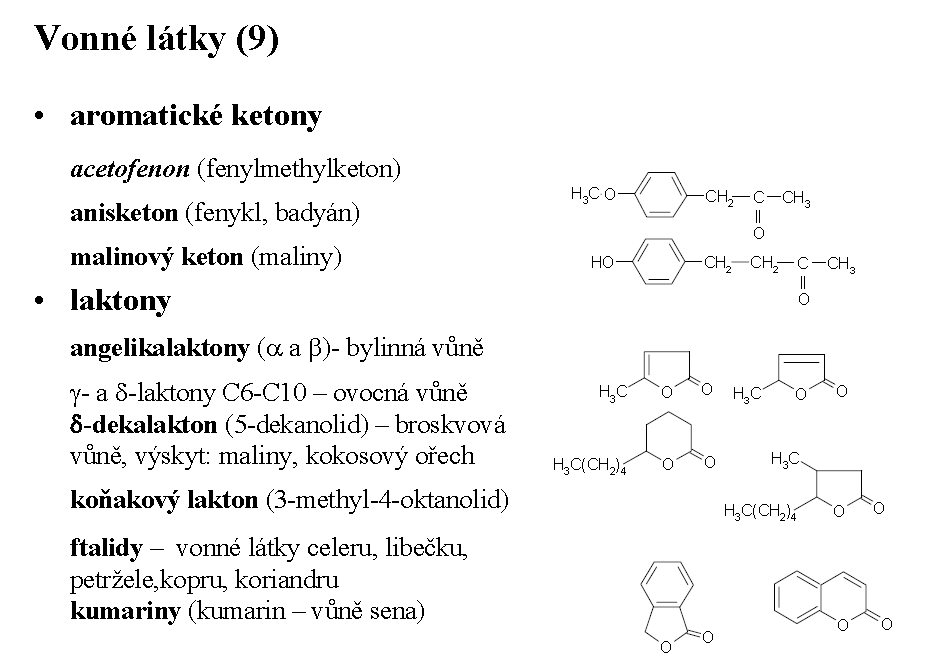 Vonné látky (9)
• aromatické ketony
acetofenon (fenylmethylketon)
anisketon (fenykl, badyán)
malinový keton (maliny)
• laktony
angelikalaktony (α a β)- bylinná vůně
γ- a δ-laktony C6-C10 – ovocná vůně
δ-dekalakton (5-dekanolid) – broskvová
vůně, výskyt: maliny, kokosový ořech
koňakový lakton (3-methyl-4-oktanolid)
ftalidy – vonné látky celeru, libečku,
petržele,kopru, koriandru
kumariny (kumarin – vůně sena)
H3C·O CH2 C CH3
O
HO CH2 CH2 C CH3
O
H3C O O
H3C O O
H3C(CH2)4 O O
H3C
H3C(CH2)4 O O
O O
O O